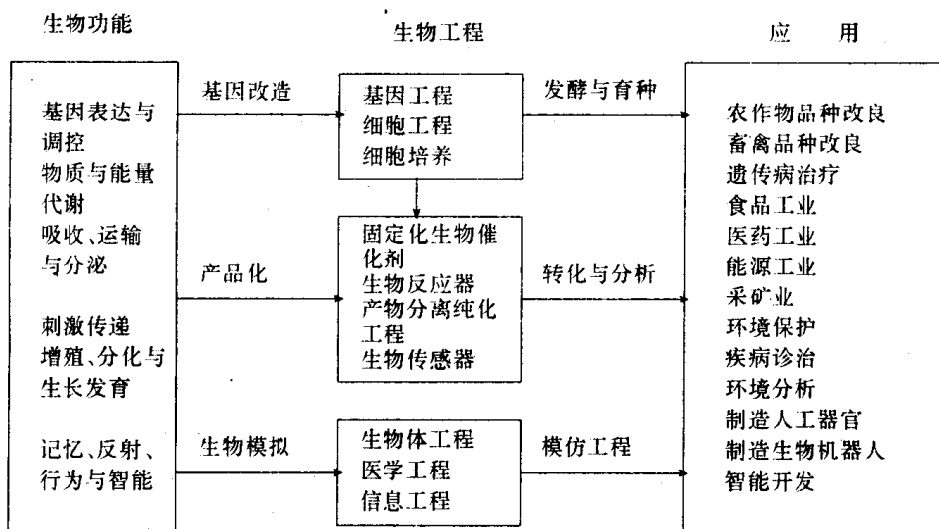 生物功能
生物工程
应 用
基因表达与
调控
物质与能量
代谢
吸收、运输
与分泌
刺激传递
增殖、分化与
生长发育
记忆、反射、
行为与智能
基因改造
产品化
生物模拟
基因工程
细胞工程
细胞培养
固定化生物催
化剂
生物反应器
产物分离纯化
工程
生物传感器
生物体工程
医学工程
信息工程
发酵与育种
转化与分析
模仿工程
农作物品种改良
畜禽品种改良
遗传病治疗
食品工业
医药工业
能源工业
采矿业
环境保护
疾病诊治
环境分析
制造人工器官
制造生物机器人
智能开发